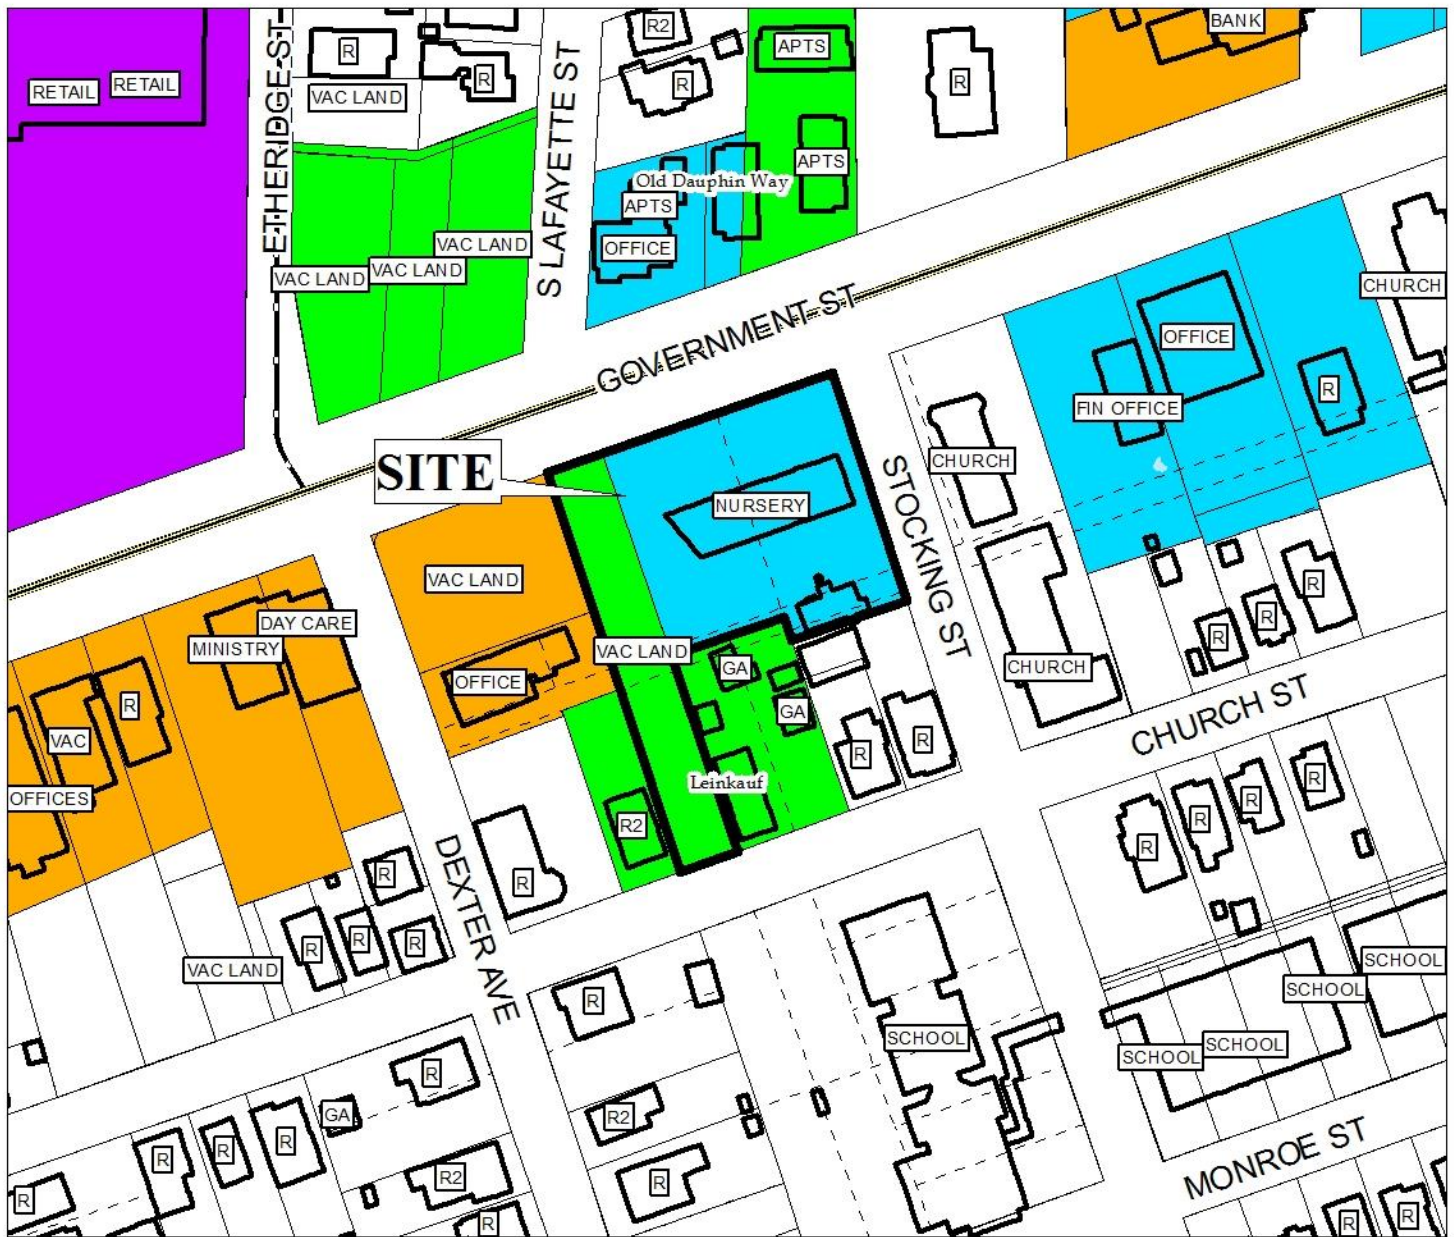 BANK
R2
R
APTS
ETHERIDGE ST
S LAFAYETTE ST
RETAIL
RETAIL
R
R
R
VAC LAND
APTS
Old Dauphin Way
APTS
OFFICE
VAC LAND
VAC LAND
VAC LAND
CHURCH
GOVERNMENT ST
OFFICE
R
FIN OFFICE
SITE
CHURCH
NURSERY
STOCKING ST
VAC LAND
R
R
R
DAY CARE
MINISTRY
VAC LAND
GA
CHURCH
OFFICE
R
GA
CHURCH ST
VAC
R
R
Leinkauf
R
OFFICES
R
R
R2
R
DEXTER AVE
R
R
R
R
R
VAC LAND
SCHOOL
SCHOOL
R
SCHOOL
SCHOOL
SCHOOL
R
GA
R2
R
R
R
MONROE ST
R2
R
R
R
R
R